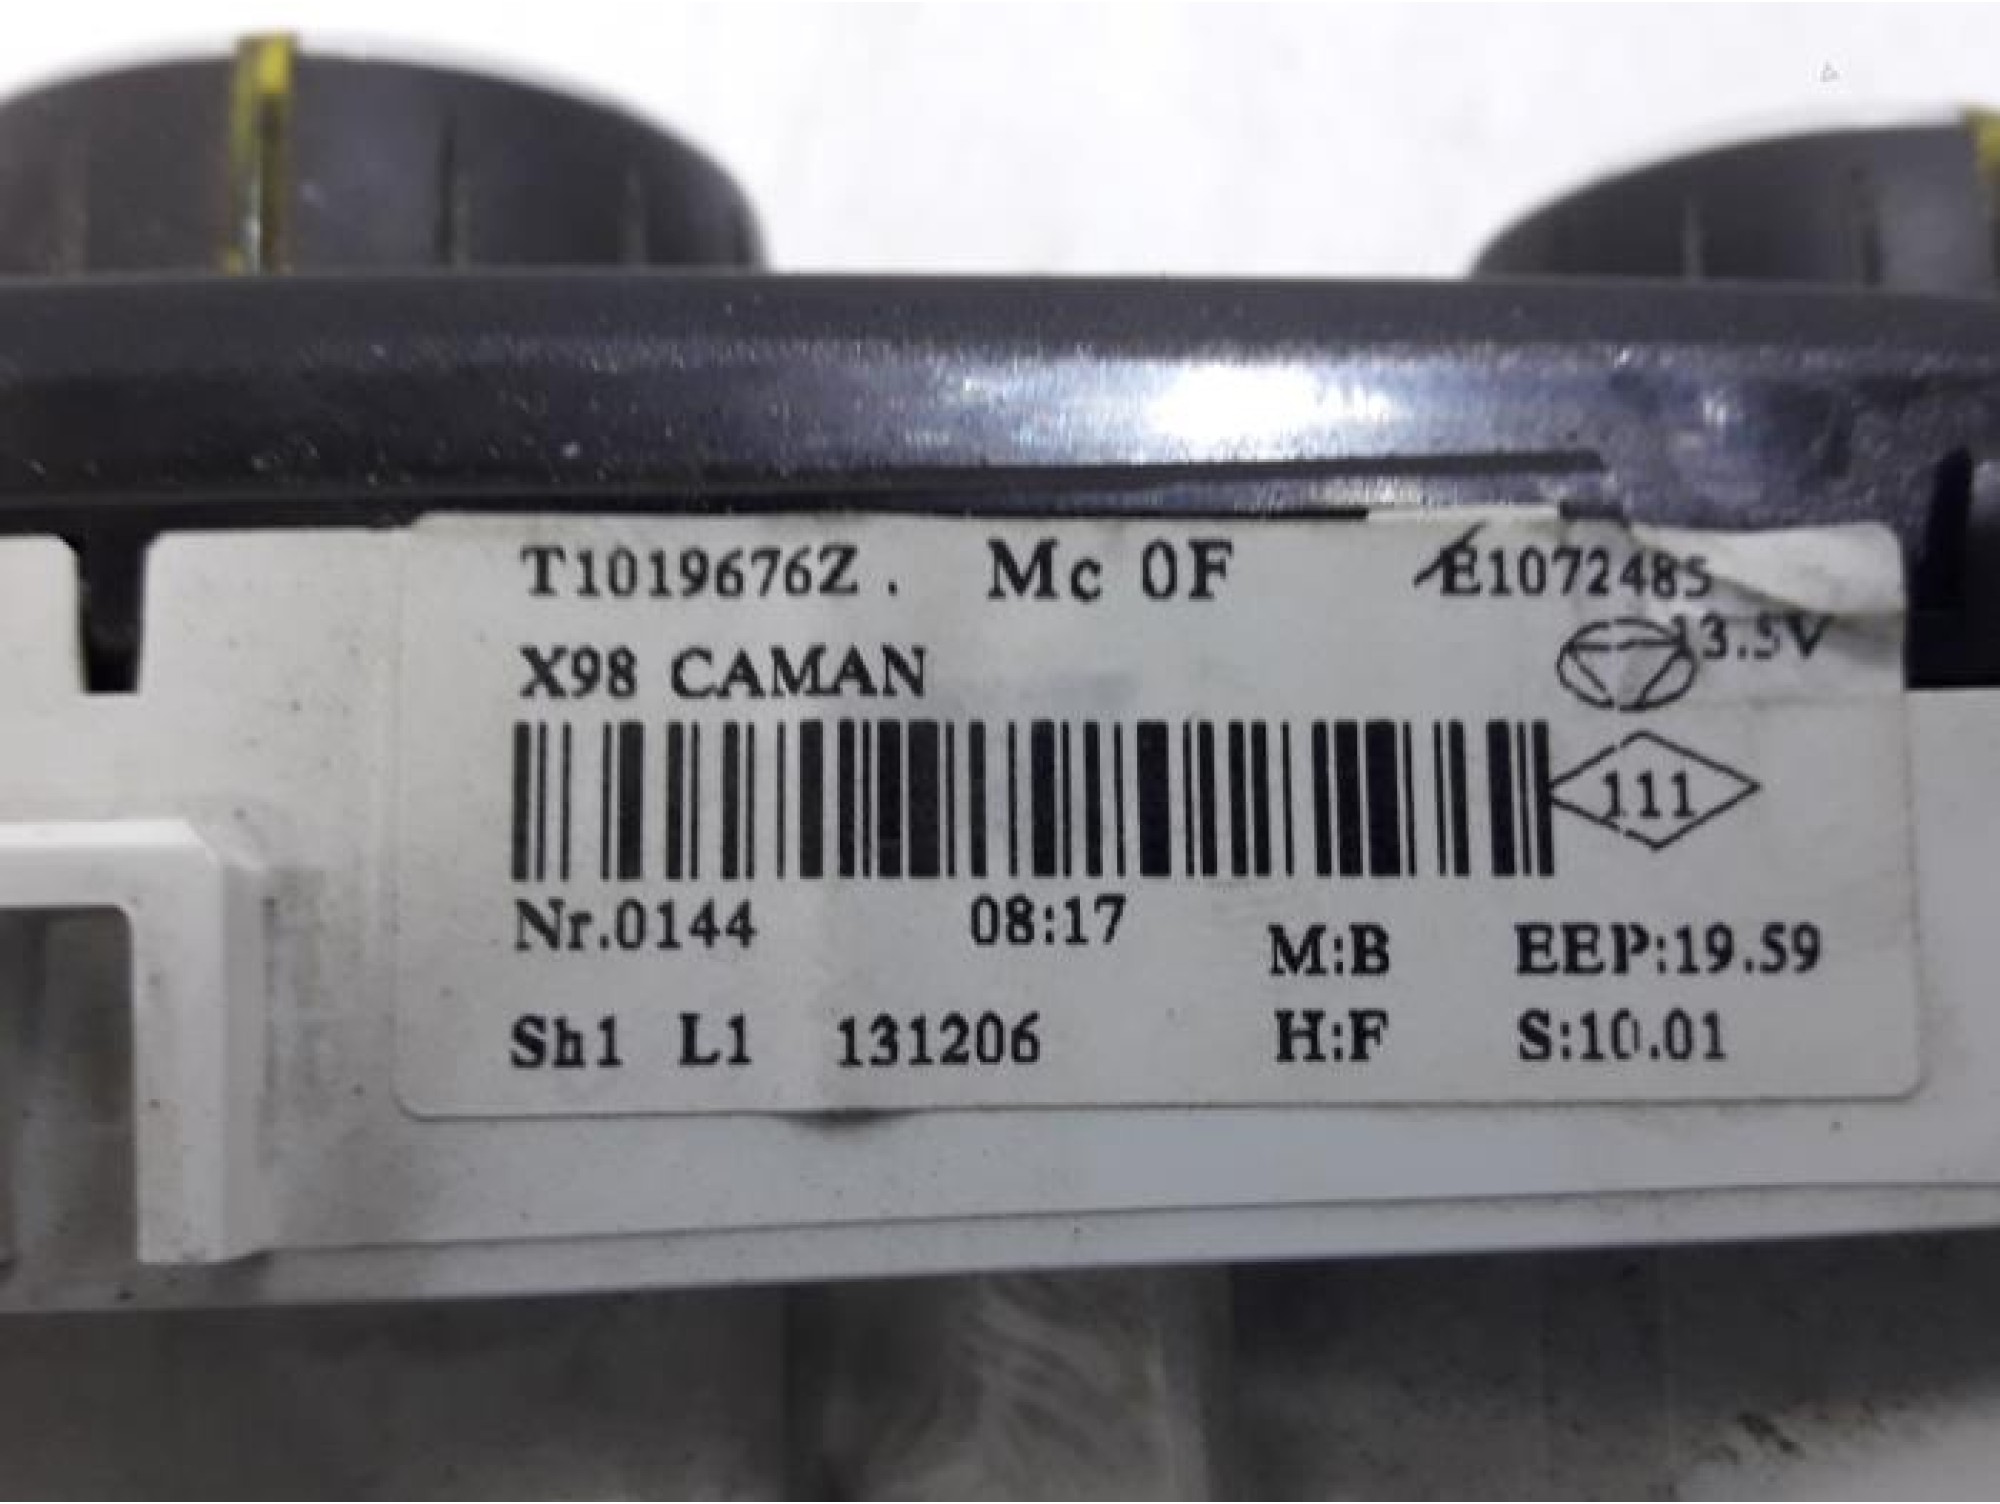 T1019676Z. Mc 0F E1072485
X98 CAMAN 13.5V
111
Nr.0144 08:17 M:B EEP:19.59
Sh1 L1 131206 H:F S:10.01